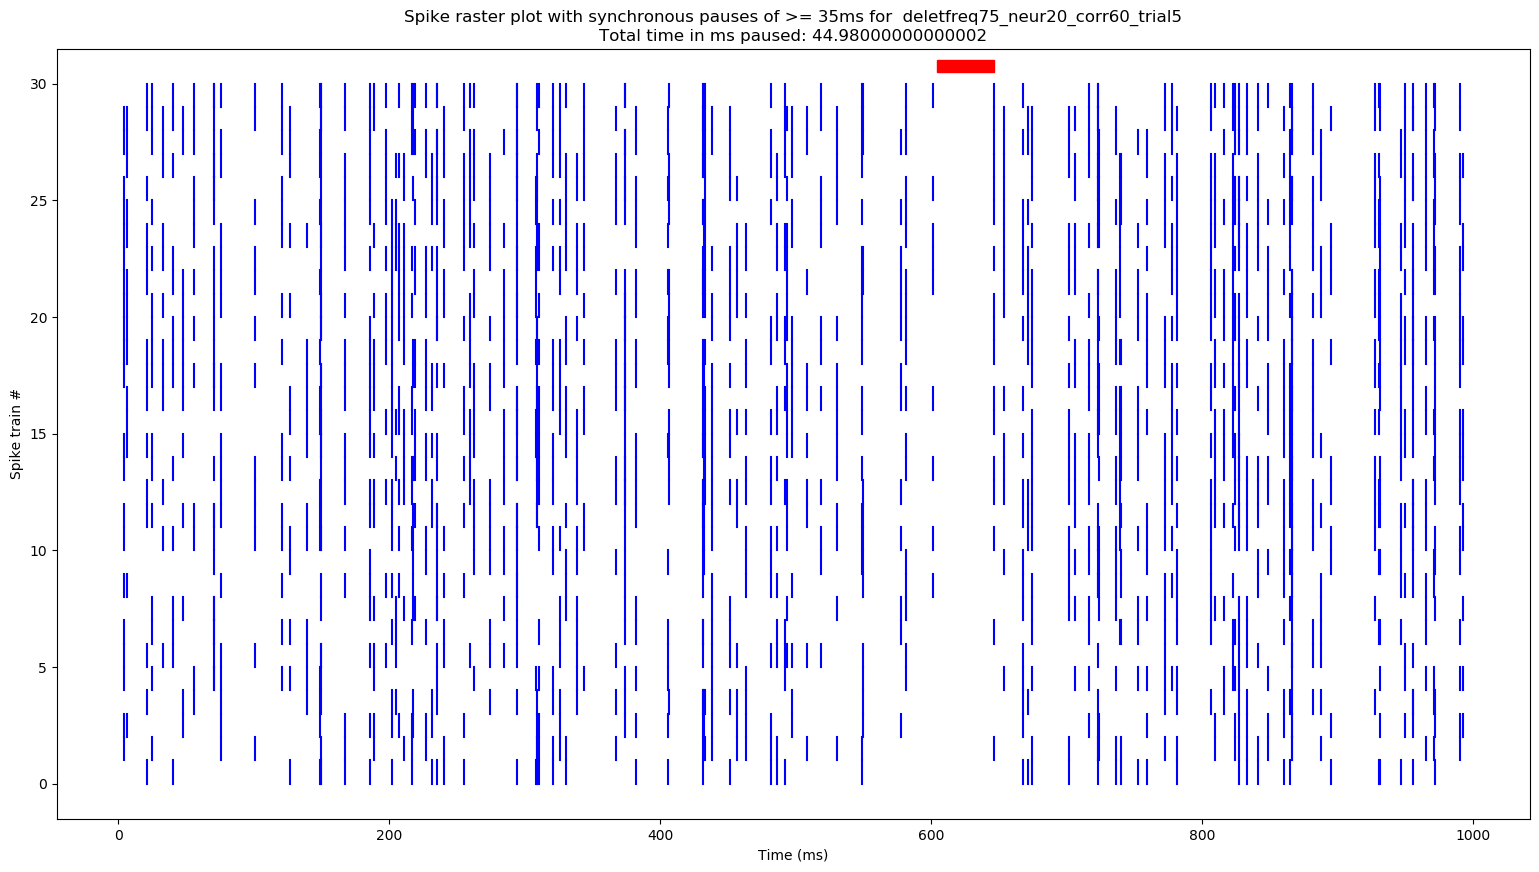 Spike raster plot with synchronous pauses of >= 35ms for  deletfreq75_neur20_corr60_trial5
Total time in ms paused: 44.98000000000002
30
25
20
15
10
5
0
Spike train #
0 200 400 600 800 1000
Time (ms)